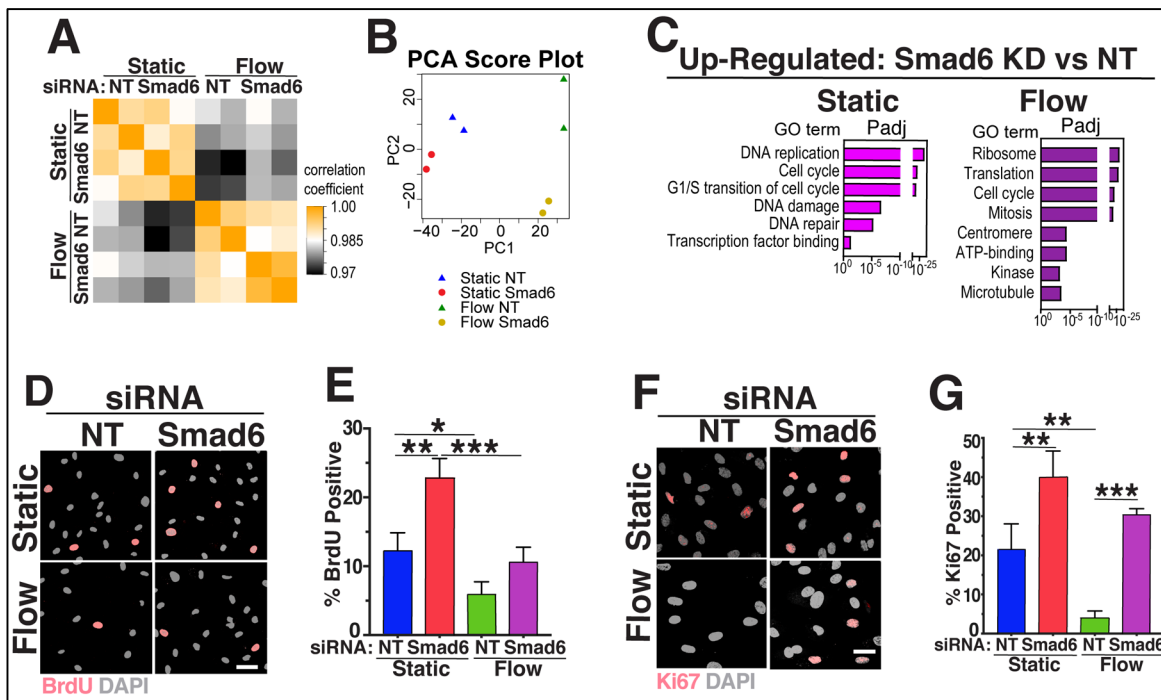 A
Static Flow
siRNA: NT Smad6 NT Smad6
Static
Smad6 NT
Flow
Smad6 NT
correlation
coefficient
1.00
0.985
0.97
B
PCA Score Plot
PC2
20
0
-20
-40 -20 0 20
PC1
Static NT
Static Smad6
Flow NT
Flow Smad6
C
Up-Regulated: Smad6 KD vs NT
Static
GO term Padj
DNA replication
Cell cycle
G1/S transition of cell cycle
DNA damage
DNA repair
Transcription factor binding
10⁰ 10⁻⁵ 10⁻¹⁰ 10⁻²⁵
Flow
GO term Padj
Ribosome
Translation
Cell cycle
Mitosis
Centromere
ATP-binding
Kinase
Microtubule
10⁰ 10⁻⁵ 10⁻¹⁰ 10⁻²⁵
D
siRNA
NT Smad6
Static
Flow
BrdU DAPI
E
% BrdU Positive
30
20
10
0
*
** ***
siRNA: NT Smad6 NT Smad6
Static Flow
F
siRNA
NT Smad6
Static
Flow
Ki67 DAPI
G
% Ki67 Positive
50
40
30
20
10
0
**
**
***
siRNA: NT Smad6 NT Smad6
Static Flow